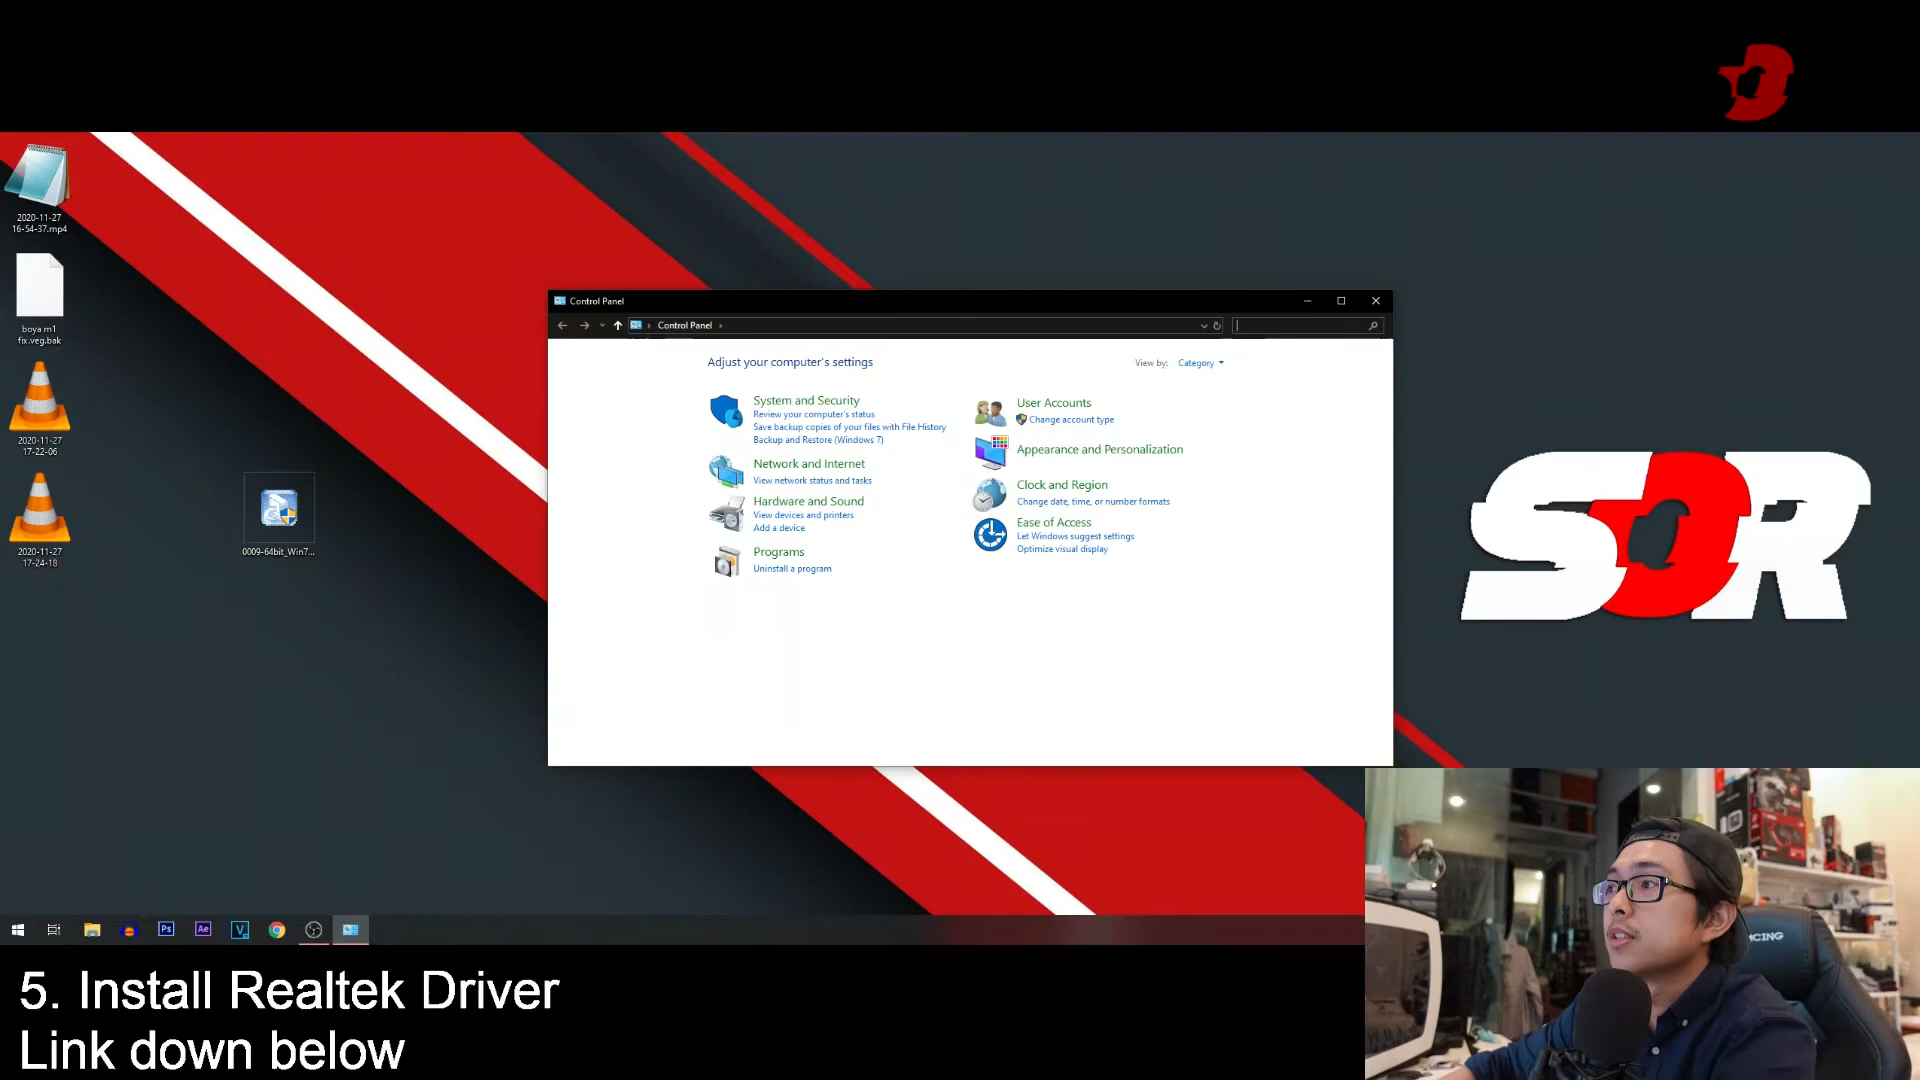 2020-11-27
16-54-37.mp4
boya m1
fix.veg.bak
2020-11-27
17-22-06
2020-11-27
17-24-18
0009-64bit_Win7...
Control Panel
Control Panel
Adjust your computer's settings
View by: Category
System and Security
Review your computer's status
Save backup copies of your files with File History
Backup and Restore (Windows 7)
Network and Internet
View network status and tasks
Hardware and Sound
View devices and printers
Add a device
Programs
Uninstall a program
User Accounts
Change account type
Appearance and Personalization
Clock and Region
Change date, time, or number formats
Ease of Access
Let Windows suggest settings
Optimize visual display
SOR
Ps
Ae
V
5. Install Realtek Driver
Link down below